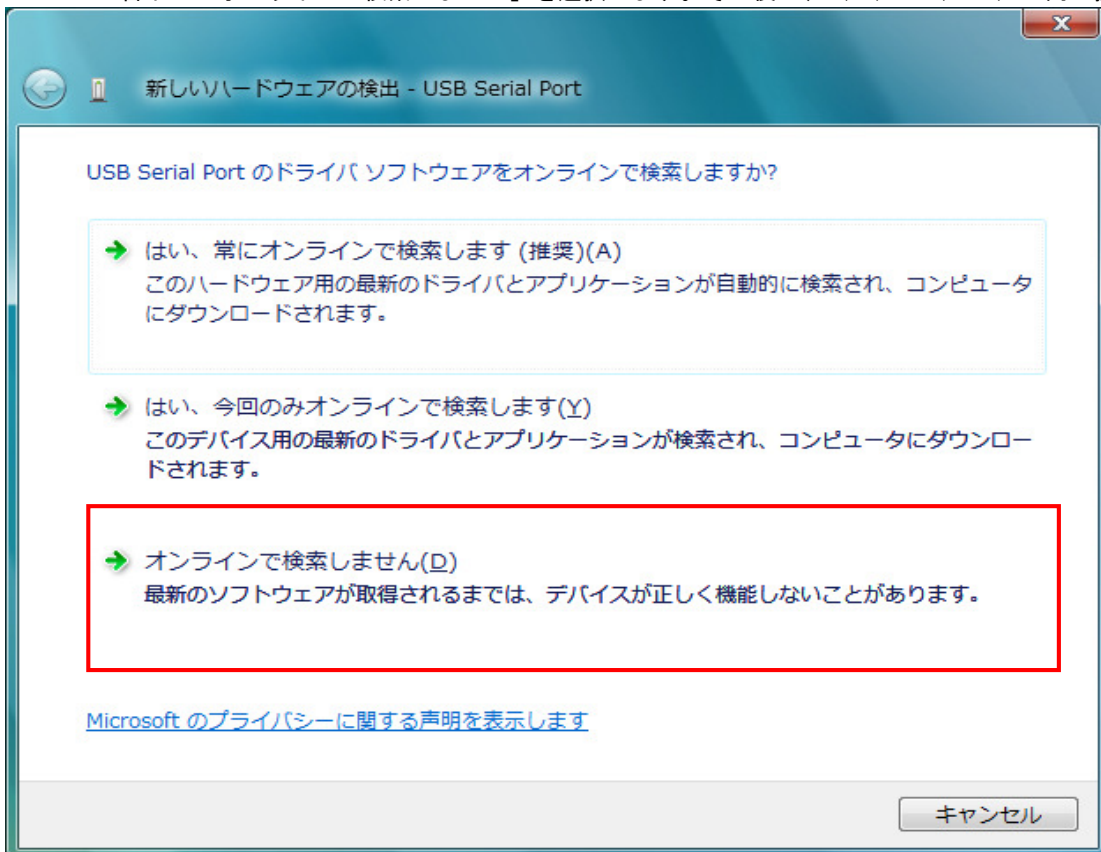 新しいハードウェアの検出 - USB Serial Port
USB Serial Port のドライバ ソフトウェアをオンラインで検索しますか?
はい、常にオンラインで検索します (推奨)(A)
このハードウェア用の最新のドライバとアプリケーションが自動的に検索され、コンピュータ
にダウンロードされます。
はい、今回のみオンラインで検索します(Y)
このデバイス用の最新のドライバとアプリケーションが検索され、コンピュータにダウンロー
ドされます。
オンラインで検索しません(D)
最新のソフトウェアが取得されるまでは、デバイスが正しく機能しないことがあります。
Microsoft のプライバシーに関する声明を表示します
キャンセル